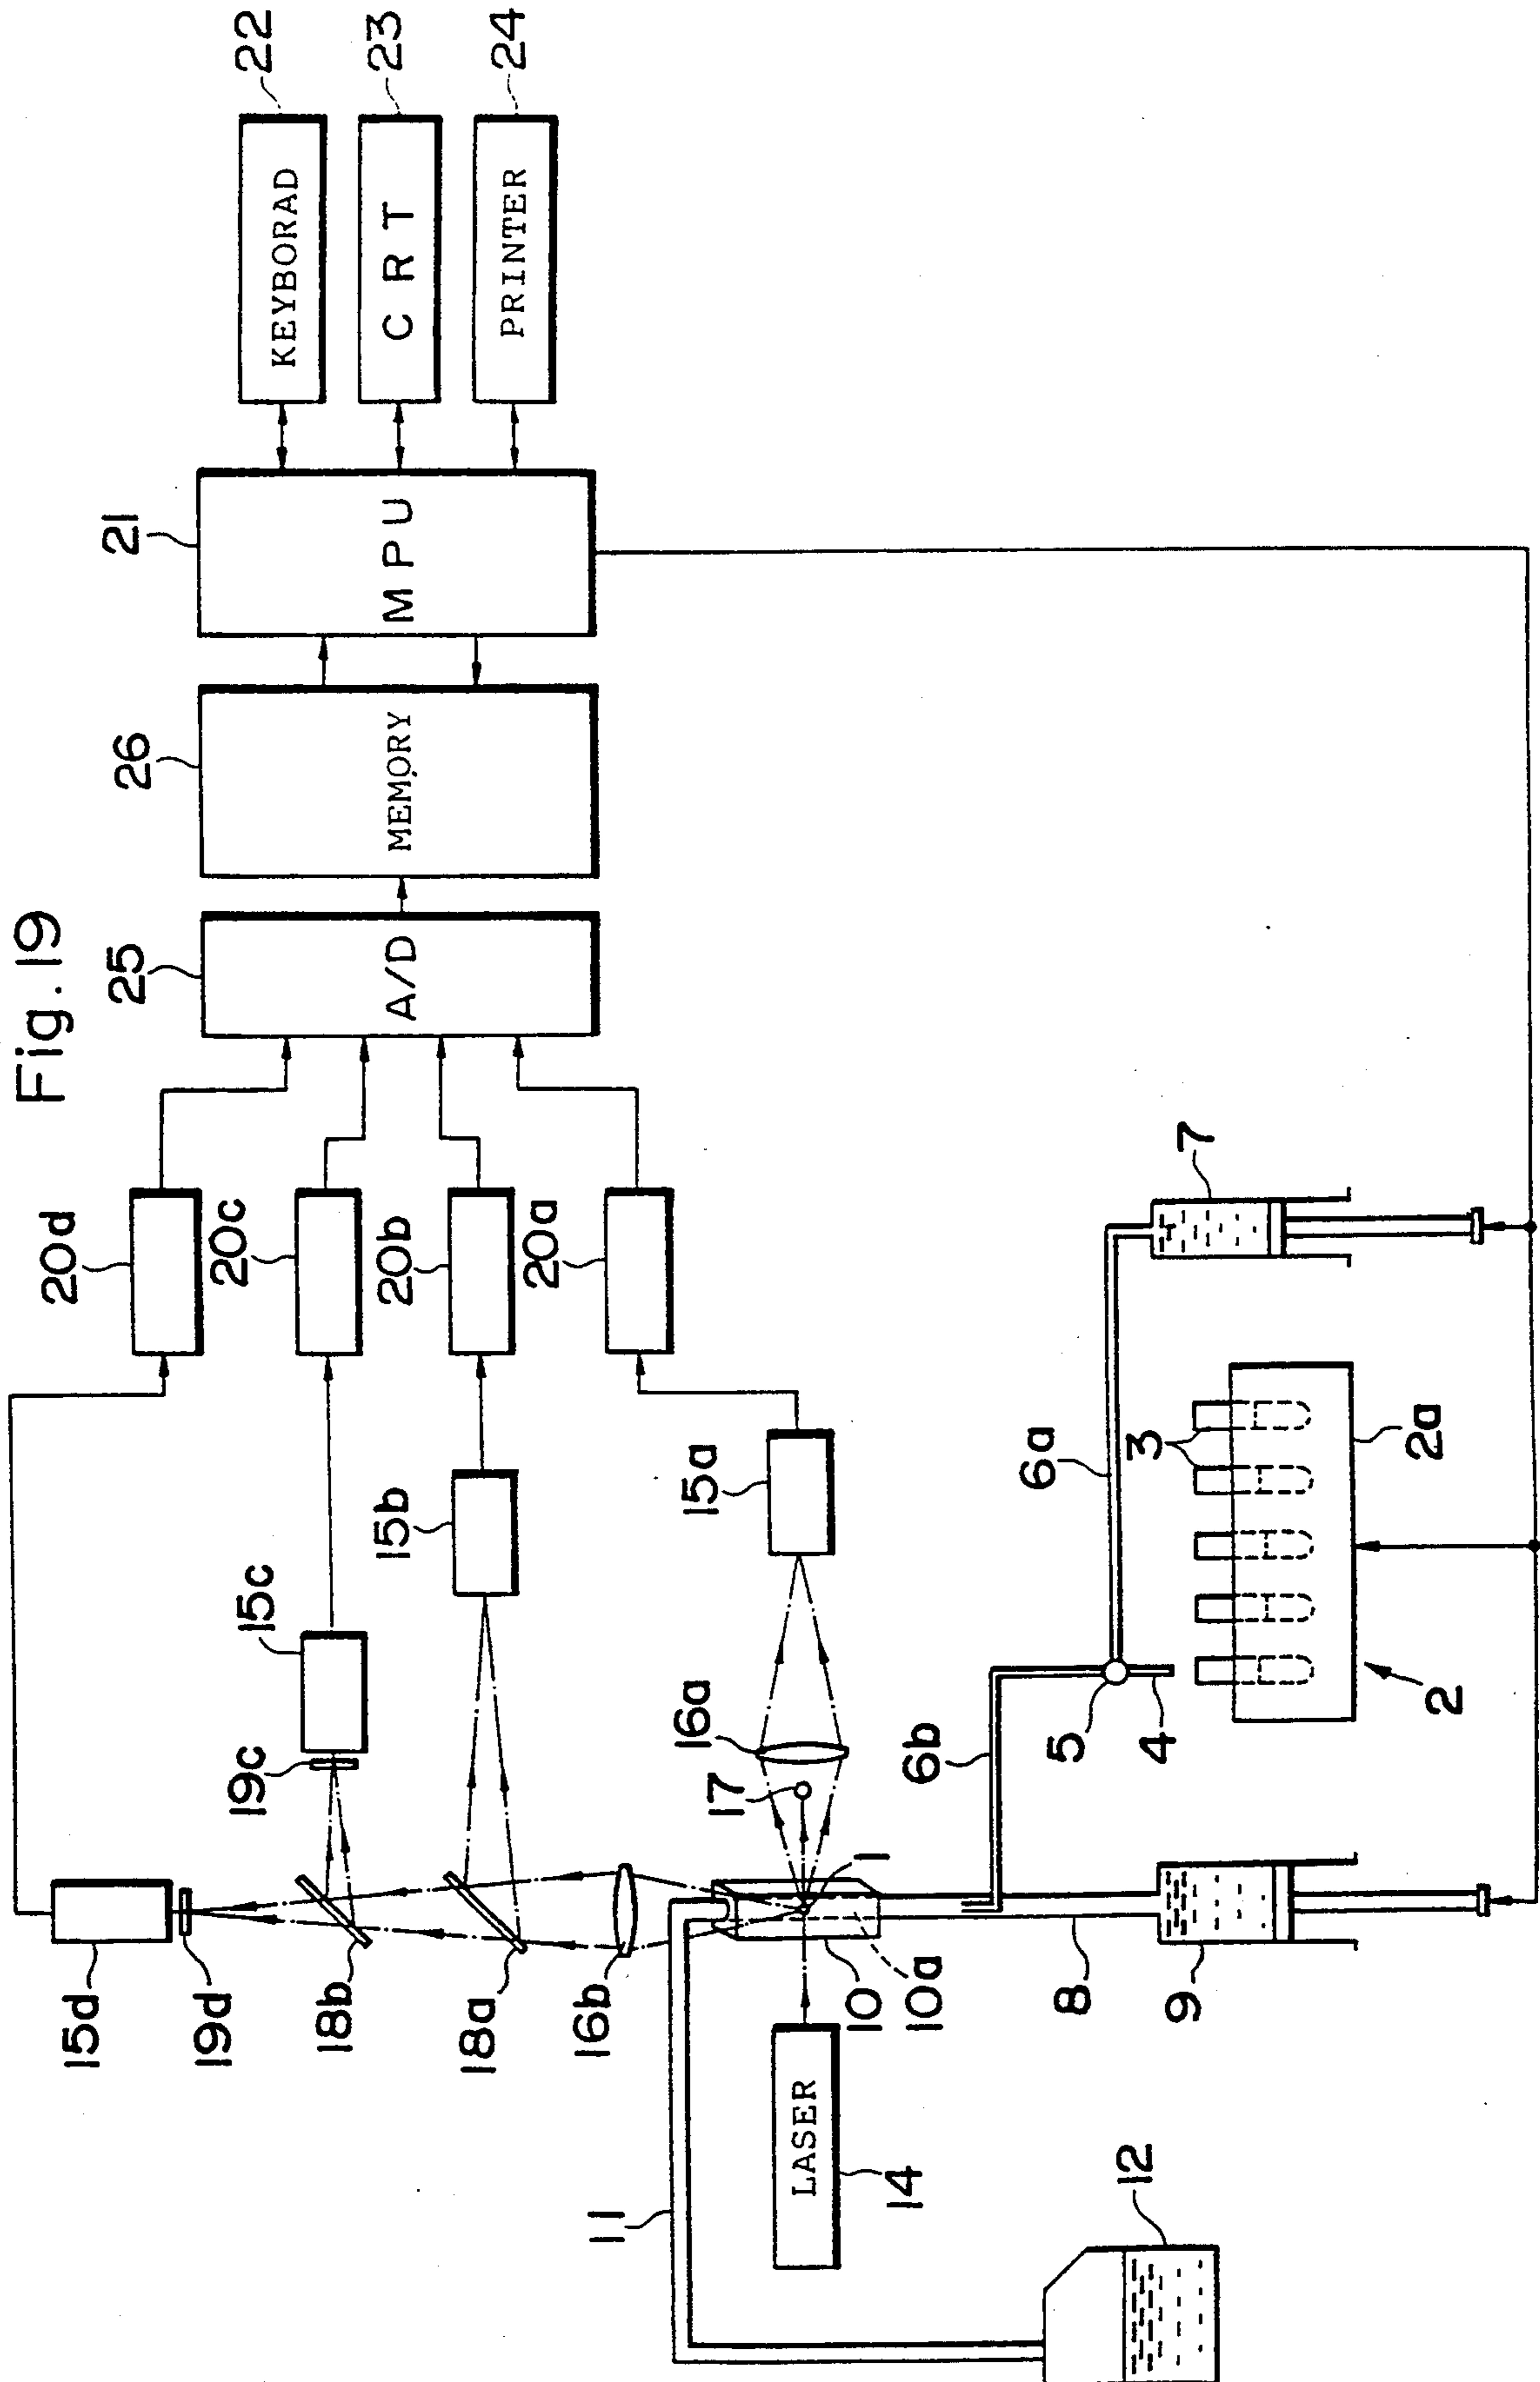 Fig. 19
22
23
24
KEYBORAD
C R T
PRINTER
21
M P U
26
MEMORY
25
A/D
20d
20c
20b
20a
15d
19d
15c
19c
18b
15b
18a
16b
15a
16a
17
1
10
10a
11
LASER
14
12
6b
6a
5
4
3
2a
2
7
8
9